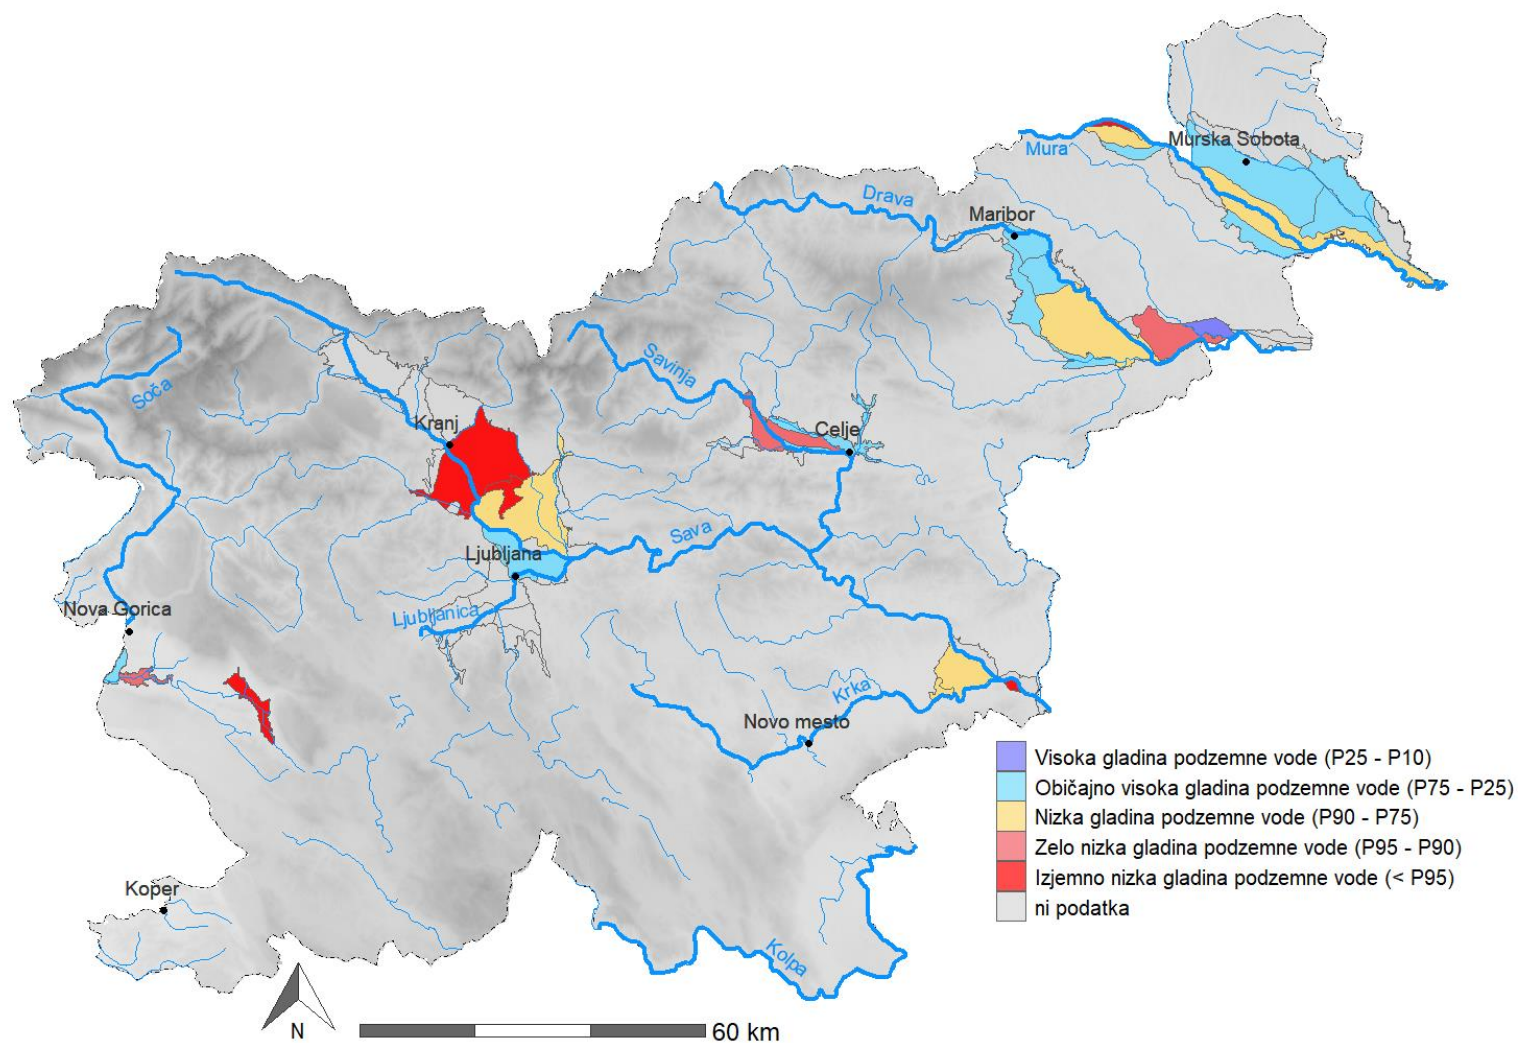 Mura
Murska Sobota
Drava
Maribor
Savinja
Soča
Kranj
Celje
Sava
Ljubljana
Nova Gorica
Ljubljanica
Krka
Novo mesto
Koper
Kolpa
Visoka gladina podzemne vode (P25 - P10)
Običajno visoka gladina podzemne vode (P75 - P25)
Nizka gladina podzemne vode (P90 - P75)
Zelo nizka gladina podzemne vode (P95 - P90)
Izjemno nizka gladina podzemne vode (< P95)
ni podatka
N
60 km